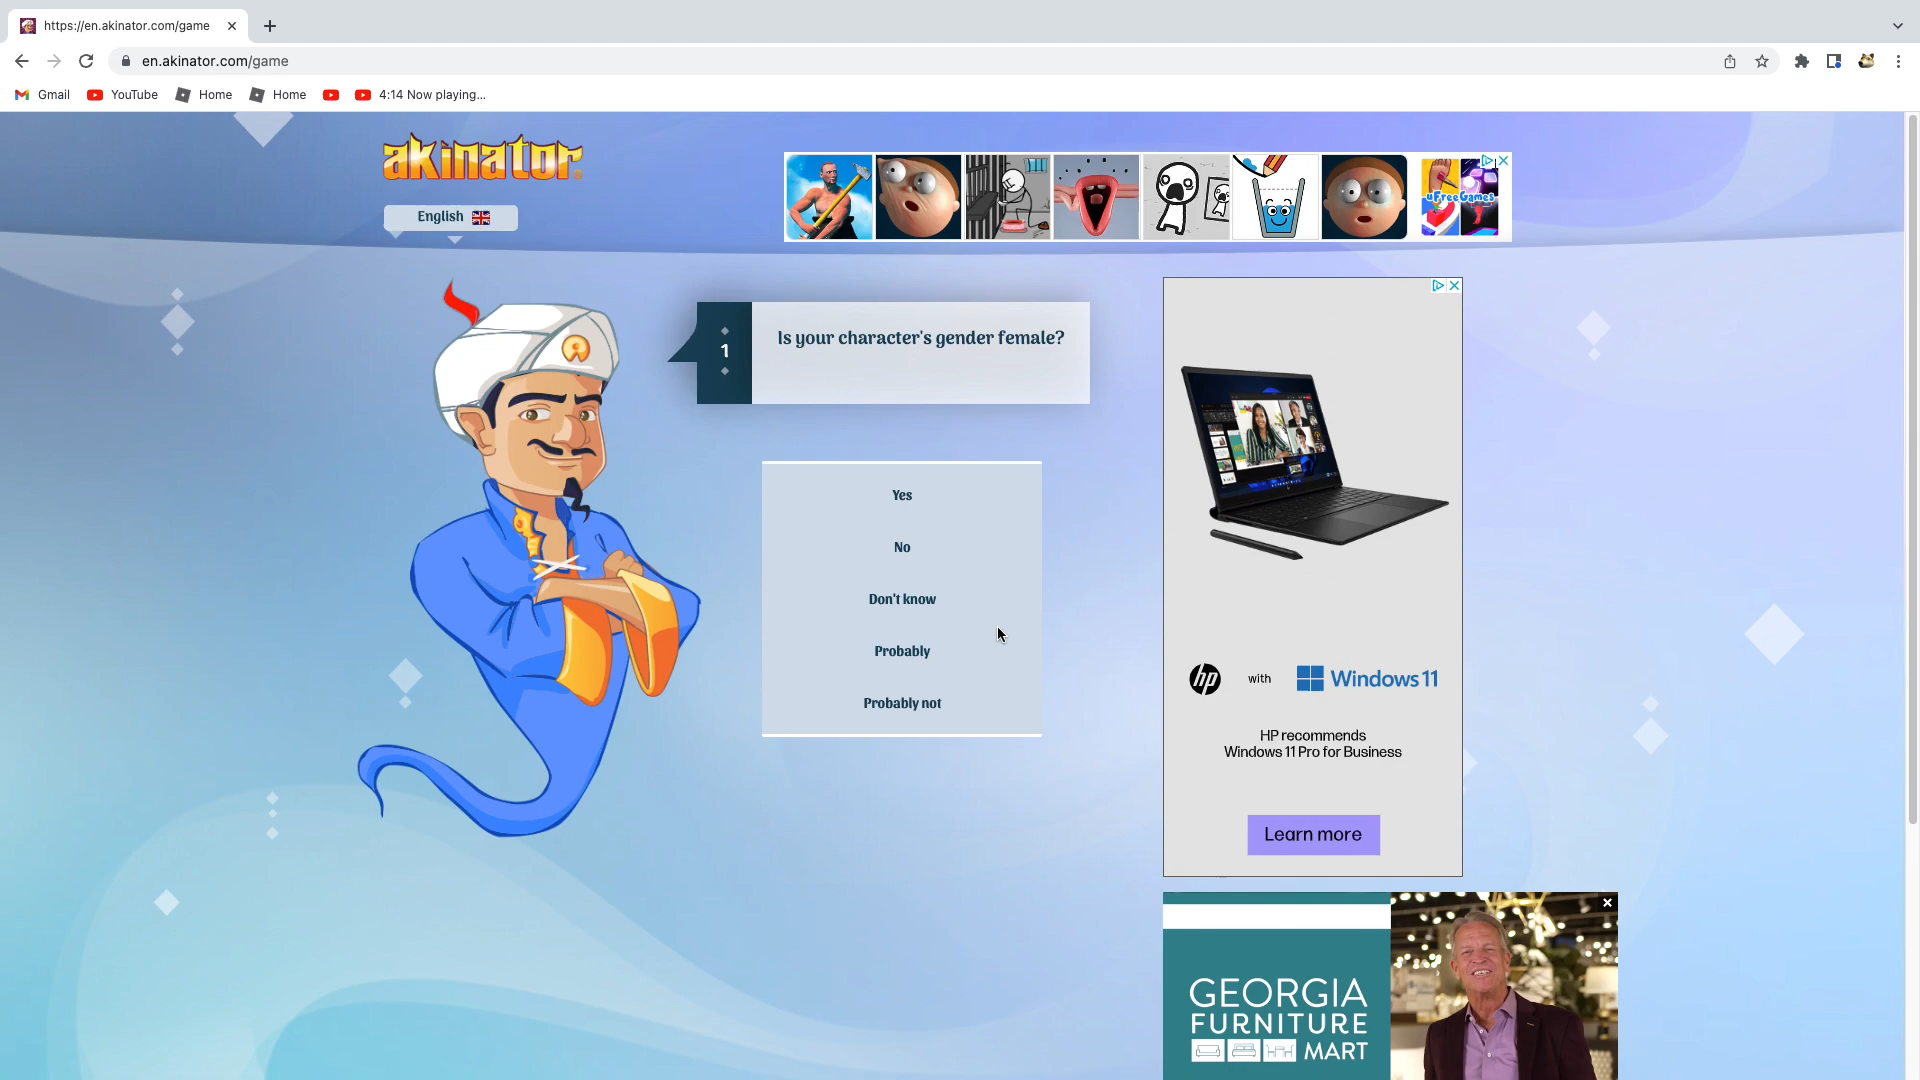 https://en.akinator.com/game
en.akinator.com/game
Gmail
YouTube
Home
Home
4:14 Now playing...
akinator
English
uFreeGames
1
Is your character's gender female?
Yes
No
Don't know
Probably
Probably not
hp with Windows 11
HP recommends
Windows 11 Pro for Business
Learn more
GEORGIA
FURNITURE
MART